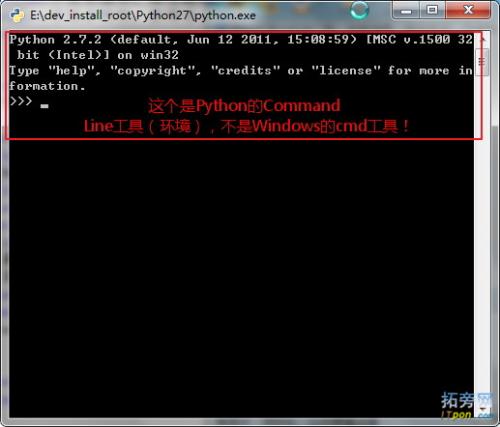 E:\dev_install_root\Python27\python.exe
Python 2.7.2 (default, Jun 12 2011, 15:08:59) [MSC v.1500 32
bit (Intel)] on win32
Type "help", "copyright", "credits" or "license" for more in
formation.
>>> _
这个是Python的Command
Line工具（环境），不是Windows的cmd工具！
拓旁网
ITpon.com